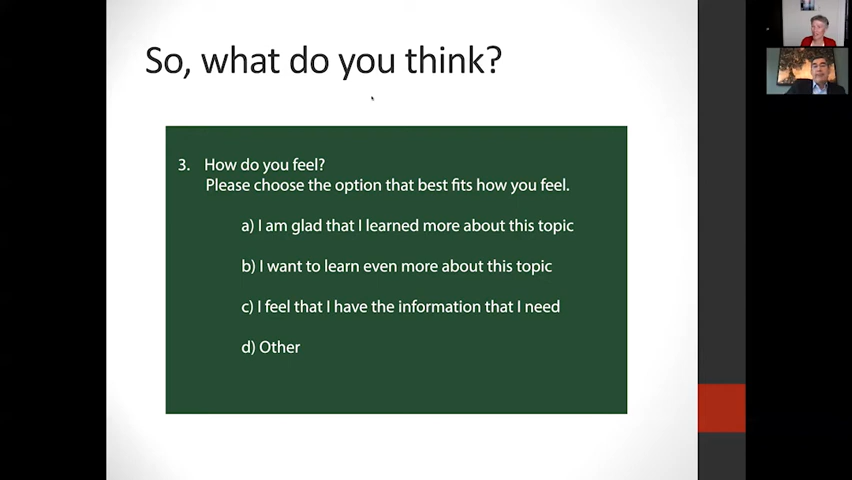 So, what do you think?
3. How do you feel?
Please choose the option that best fits how you feel.
a) I am glad that I learned more about this topic
b) I want to learn even more about this topic
c) I feel that I have the information that I need
d) Other